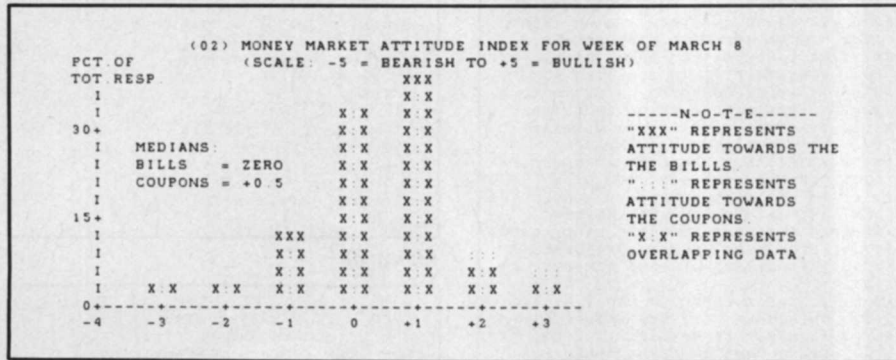 (02) MONEY MARKET ATTITUDE INDEX FOR WEEK OF MARCH 8
PCT.OF (SCALE: -5 = BEARISH TO +5 = BULLISH)
TOT.RESP. XXX
I X:X
I X:X X:X -----N-O-T-E------
30+ X:X X:X "XXX" REPRESENTS
I MEDIANS: X:X X:X ATTITUDE TOWARDS THE
I BILLS = ZERO X:X X:X THE BILLLS.
I COUPONS = +0.5 X:X X:X ":::" REPRESENTS
I X:X X:X ATTITUDE TOWARDS
15+ X:X X:X THE COUPONS.
I XXX X:X X:X "X:X" REPRESENTS
I X:X X:X X:X ::: OVERLAPPING DATA.
I X:X X:X X:X X:X :::
I X:X X:X X:X X:X X:X X:X X:X
0+--------+--------+--------+--------+--------+--------+--------+-----
-4 -3 -2 -1 0 +1 +2 +3